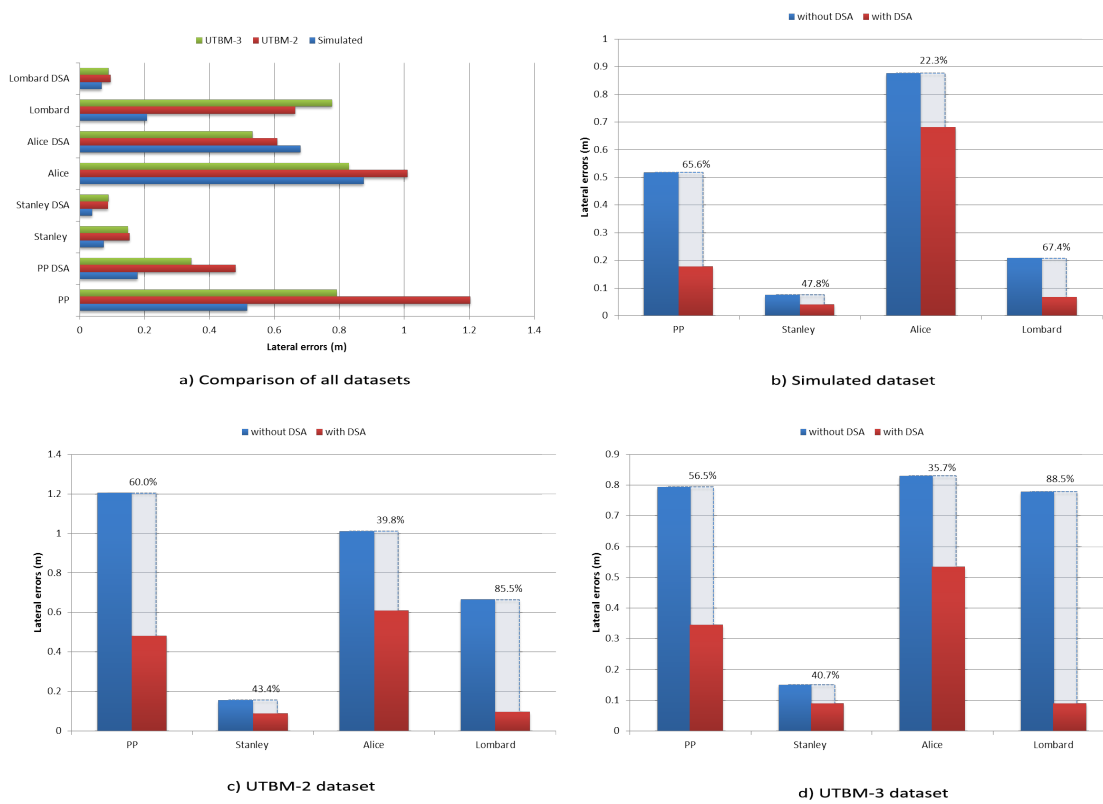 UTBM-3 UTBM-2 Simulated
Lombard DSA
Lombard
Alice DSA
Alice
Stanley DSA
Stanley
PP DSA
PP
0 0.2 0.4 0.6 0.8 1 1.2 1.4
Lateral errors (m)
a) Comparison of all datasets
without DSA with DSA
Lateral errors (m)
1
0.9
0.8
0.7
0.6
0.5
0.4
0.3
0.2
0.1
0
65.6%
47.8%
22.3%
67.4%
PP Stanley Alice Lombard
b) Simulated dataset
without DSA with DSA
Lateral errors (m)
1.4
1.2
1
0.8
0.6
0.4
0.2
0
60.0%
43.4%
39.8%
85.5%
PP Stanley Alice Lombard
c) UTBM-2 dataset
without DSA with DSA
Lateral errors (m)
0.9
0.8
0.7
0.6
0.5
0.4
0.3
0.2
0.1
0
56.5%
40.7%
35.7%
88.5%
PP Stanley Alice Lombard
d) UTBM-3 dataset